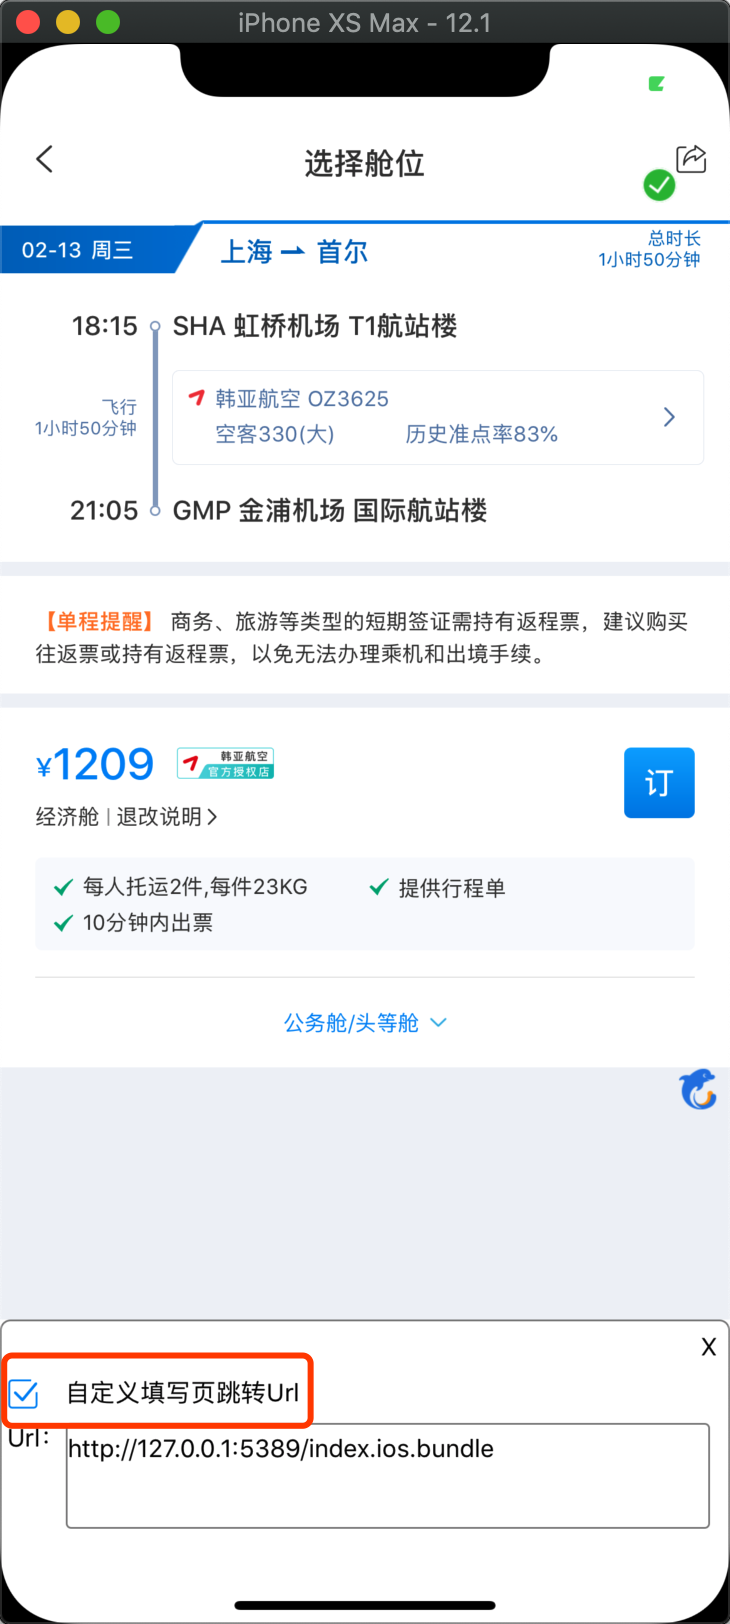 iPhone XS Max - 12.1
选择舱位
02-13 周三
上海 首尔
总时长
1小时50分钟
18:15 SHA 虹桥机场 T1航站楼
飞行
1小时50分钟
韩亚航空 OZ3625
空客330(大) 历史准点率83%
21:05 GMP 金浦机场 国际航站楼
【单程提醒】 商务、旅游等类型的短期签证需持有返程票，建议购买
往返票或持有返程票，以免无法办理乘机和出境手续。
¥1209
韩亚航空
官方授权店
订
经济舱 | 退改说明
每人托运2件,每件23KG 提供行程单
10分钟内出票
公务舱/头等舱
X
自定义填写页跳转Url
Url:
http://127.0.0.1:5389/index.ios.bundle